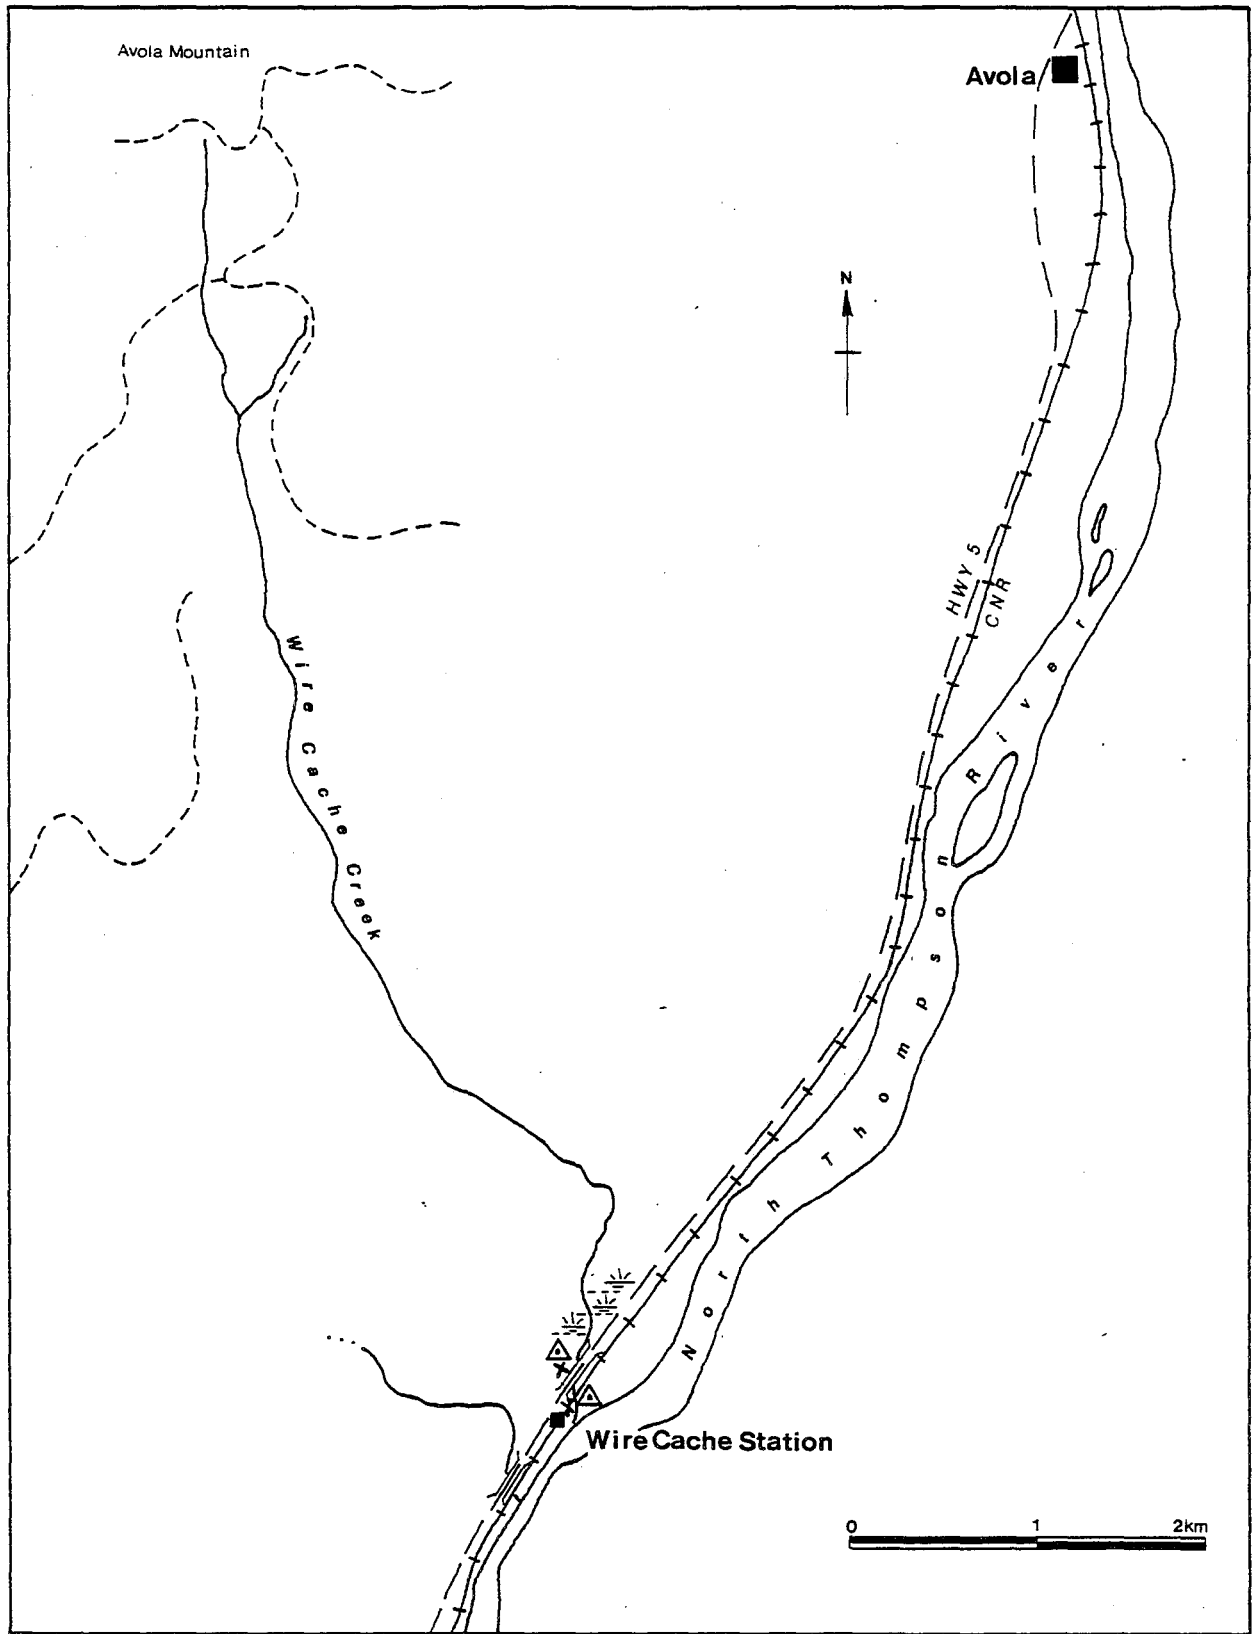 Avola Mountain
Avola
N
HWY 5
CNR
Wire Cache Creek
North Thompson River
Wire Cache Station
0 1 2km